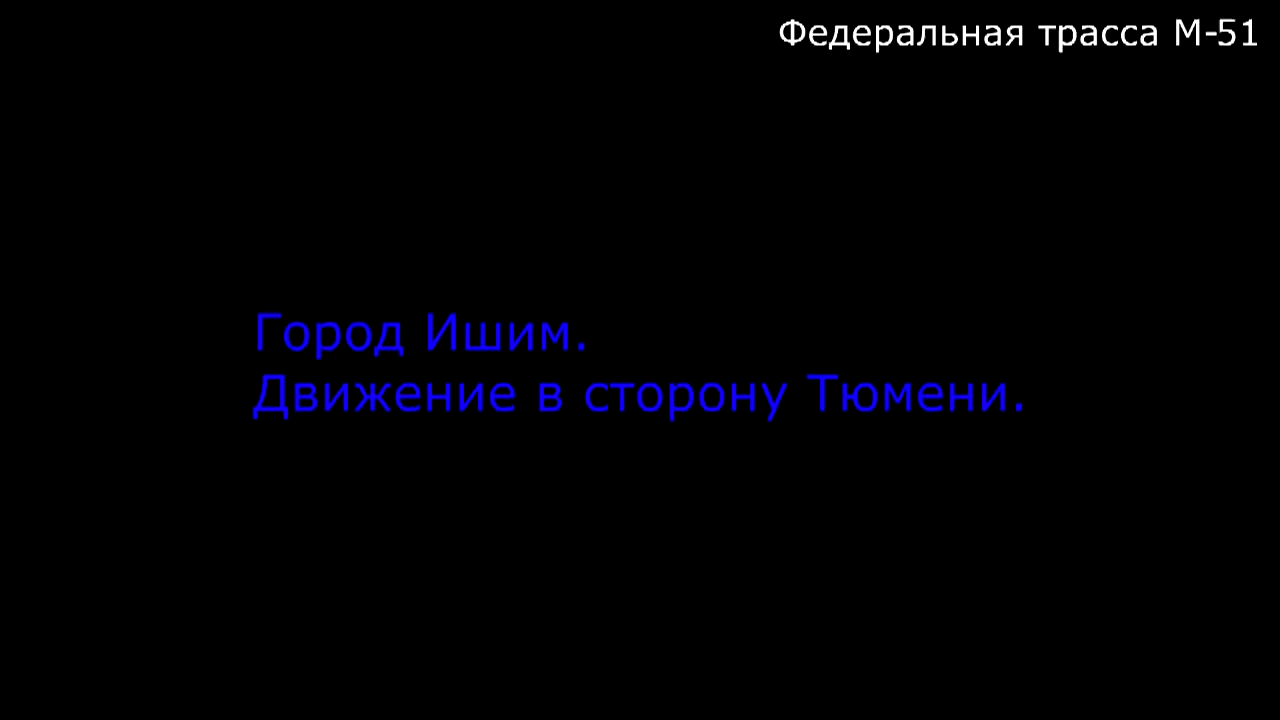 Федеральная трасса М-51
Город Ишим.
Движение в сторону Тюмени.